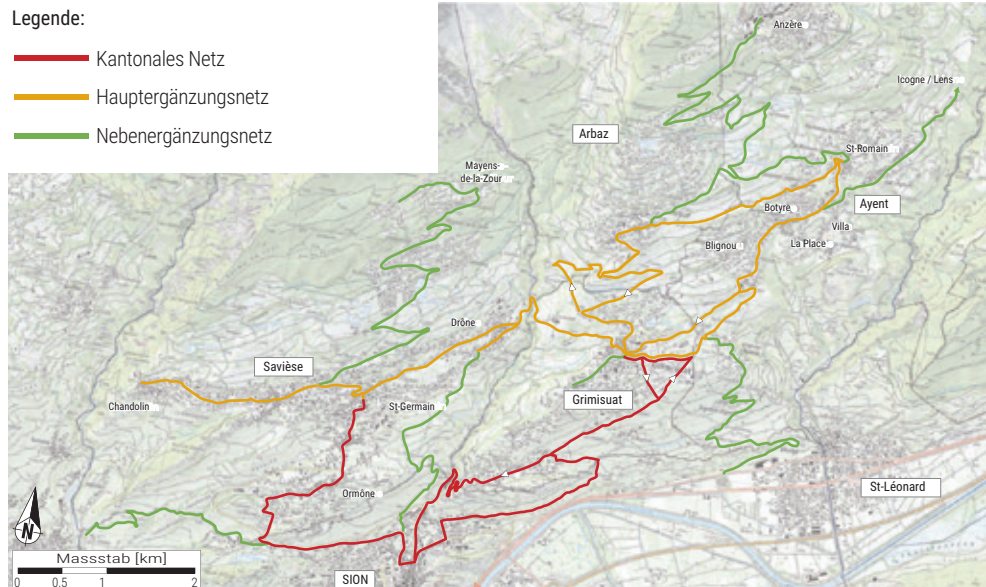 Legende:
Kantonales Netz
Hauptergänzungsnetz
Nebenergänzungsnetz
Anzère
Icogne / Lens
Arbaz
St-Romain
Mayens-
de-la-Zour
Botyre
Ayent
Villa
Blignou
La Place
Drône
Savièse
Grimisuat
Chandolin
St-Germain
Ormône
St-Léonard
N
Massstab [km]
0 0.5 1 2
SION